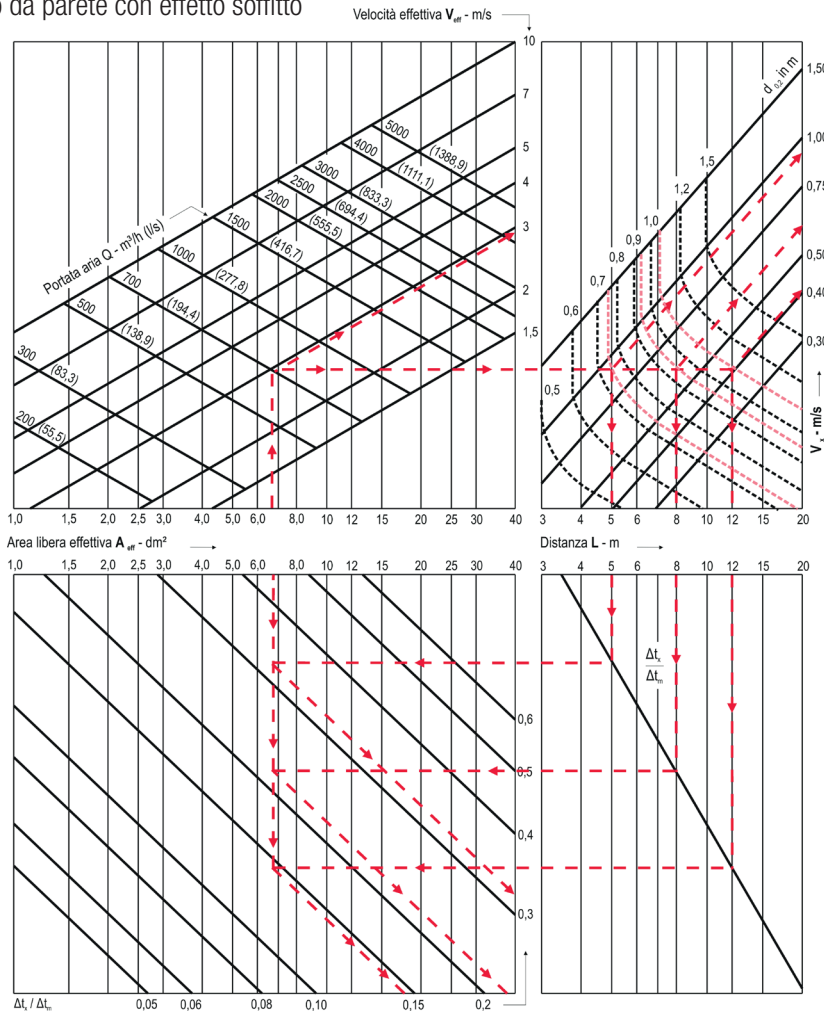 o da parete con effetto soffitto
Velocità effettiva V eff - m/s
10
7
5
4
3
2
1,5
Portata aria Q - m³/h (l/s)
5000 (1388,9)
4000 (1111,1)
3000 (833,3)
2500 (694,4)
2000 (555,5)
1500 (416,7)
1000 (277,8)
700 (194,4)
500 (138,9)
300 (83,3)
200 (55,5)
d 0,2 in m
1,5
1,2
1,0
0,9
0,8
0,7
0,6
0,5
1,50
1,00
0,75
0,50
0,40
0,30
V x - m/s
1,0 1,5 2,0 2,5 3,0 4,0 5,0 6,0 8,0 10 12 15 20 25 30 40
3 4 5 6 8 10 12 15 20
Area libera effettiva A eff - dm²
Distanza L - m
1,0 1,5 2,0 2,5 3,0 4,0 5,0 6,0 8,0 10 12 15 20 25 30 40
3 4 5 6 8 10 12 15 20
Δtx
Δtm
0,6
0,5
0,4
0,3
Δtx / Δtm 0,05 0,06 0,08 0,10 0,15 0,2